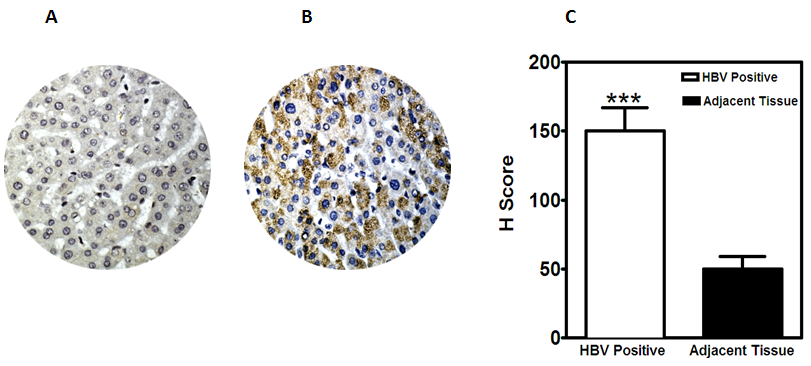 A
B
C
200
HBV Positive
Adjacent Tissue
***
150
H Score
100
50
0
HBV Positive
Adjacent Tissue